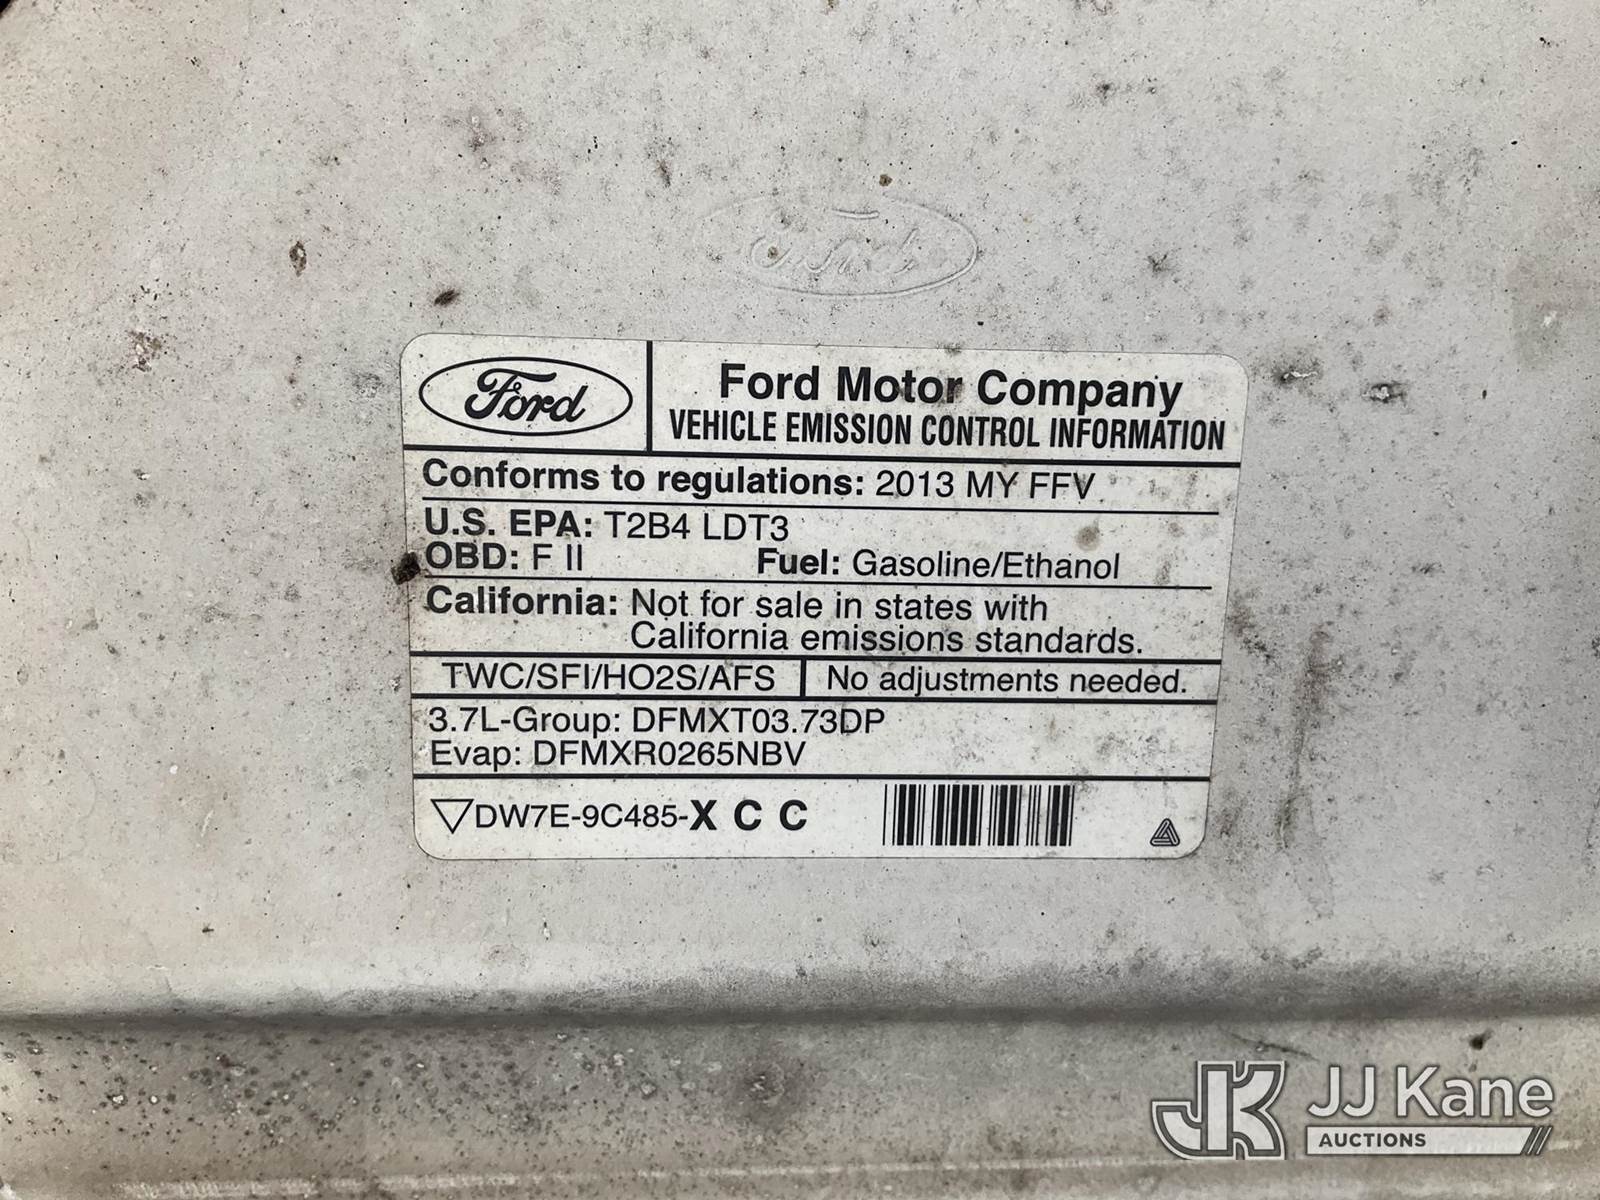 Ford
Ford
Ford Motor Company
VEHICLE EMISSION CONTROL INFORMATION
Conforms to regulations: 2013 MY FFV
U.S. EPA: T2B4 LDT3
OBD: F II Fuel: Gasoline/Ethanol
California: Not for sale in states with
California emissions standards.
TWC/SFI/HO2S/AFS No adjustments needed.
3.7L-Group: DFMXT03.73DP
Evap: DFMXR0265NBV
DW7E-9C485-X C C
JK JJ Kane
AUCTIONS